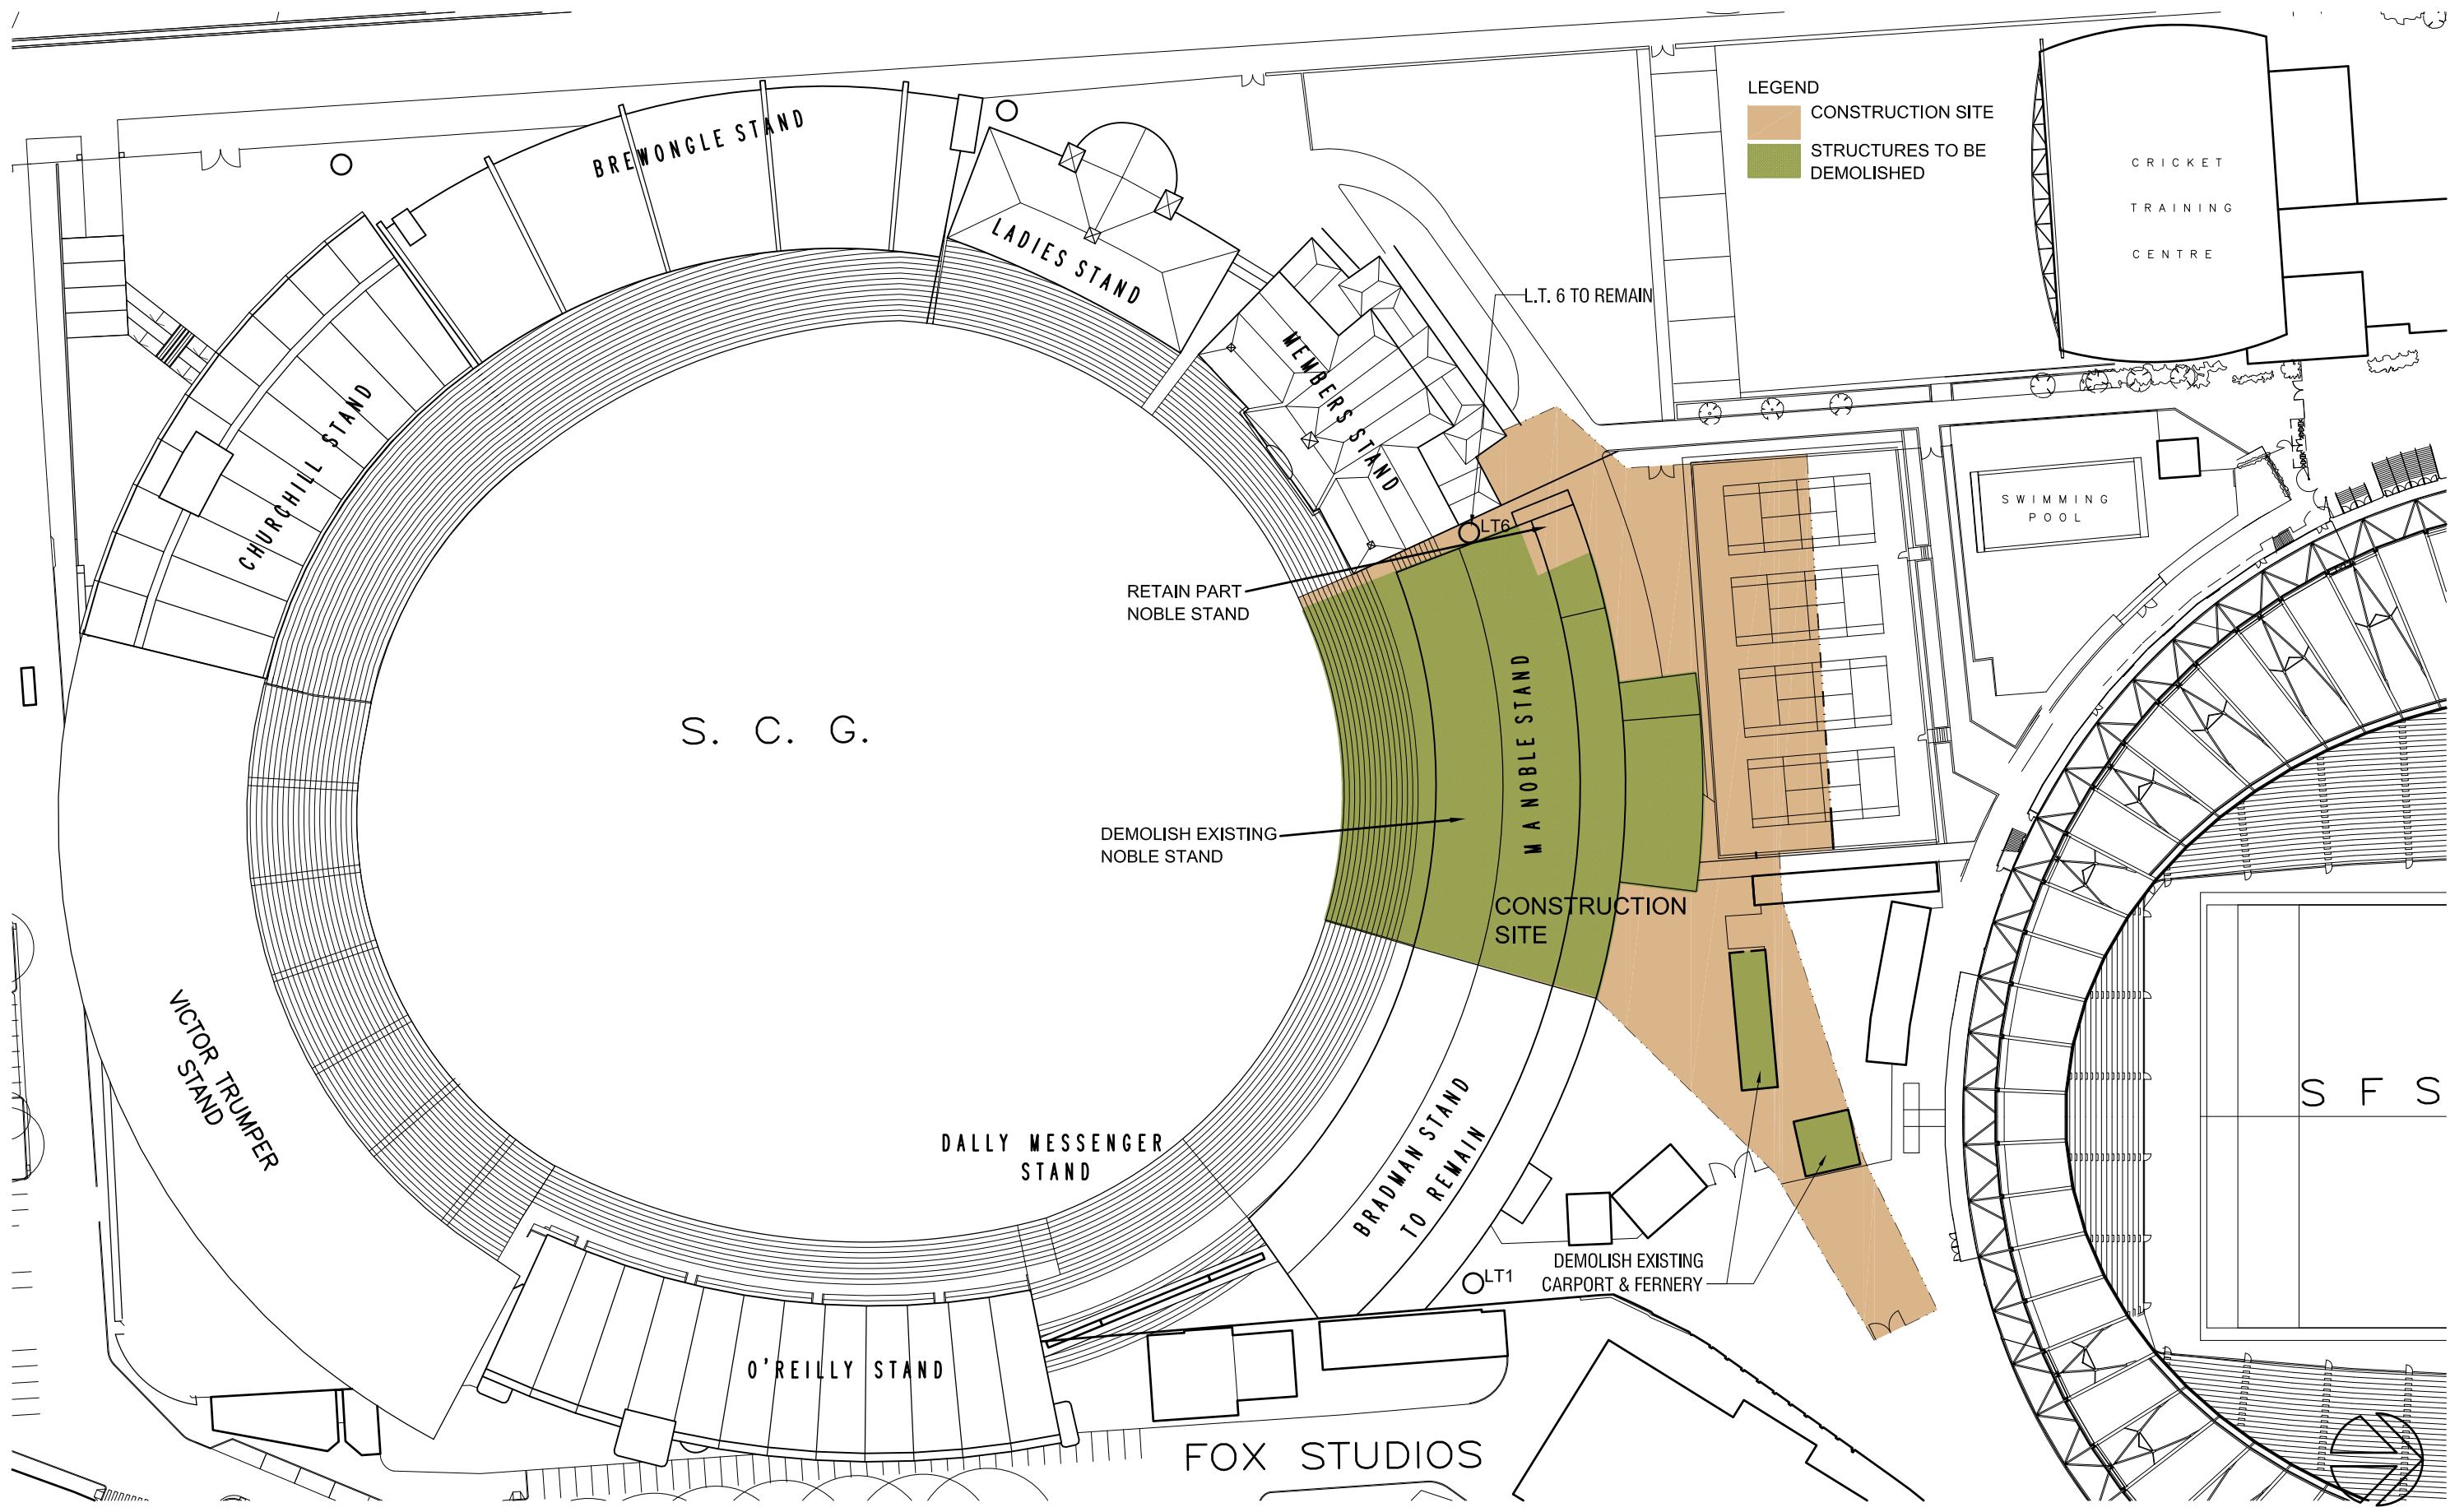 LEGEND
CONSTRUCTION SITE
STRUCTURES TO BE
DEMOLISHED
CRICKET
TRAINING
CENTRE
BREWONGLE STAND
LADIES STAND
MEMBERS STAND
L.T. 6 TO REMAIN
CHURCHILL STAND
SWIMMING
POOL
LT6
RETAIN PART
NOBLE STAND
M A NOBLE STAND
S. C. G.
DEMOLISH EXISTING
NOBLE STAND
CONSTRUCTION
SITE
VICTOR TRUMPER
STAND
DALLY MESSENGER
STAND
BRADMAN STAND
TO REMAIN
S F S
DEMOLISH EXISTING
CARPORT & FERNERY
LT1
O'REILLY STAND
FOX STUDIOS